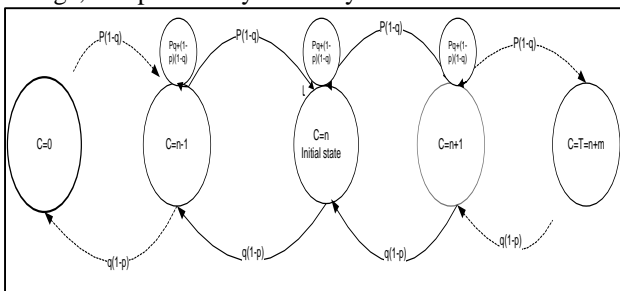 P(1-q)
Pq+(1-
p)(1-q)
P(1-q)
Pq+(1-
p)(1-q)
P(1-q)
Pq+(1-
p)(1-q)
P(1-q)
C=0
C=n-1
C=n
Initial state
C=n+1
C=T=n+m
q(1-p)
q(1-p)
q(1-p)
q(1-p)